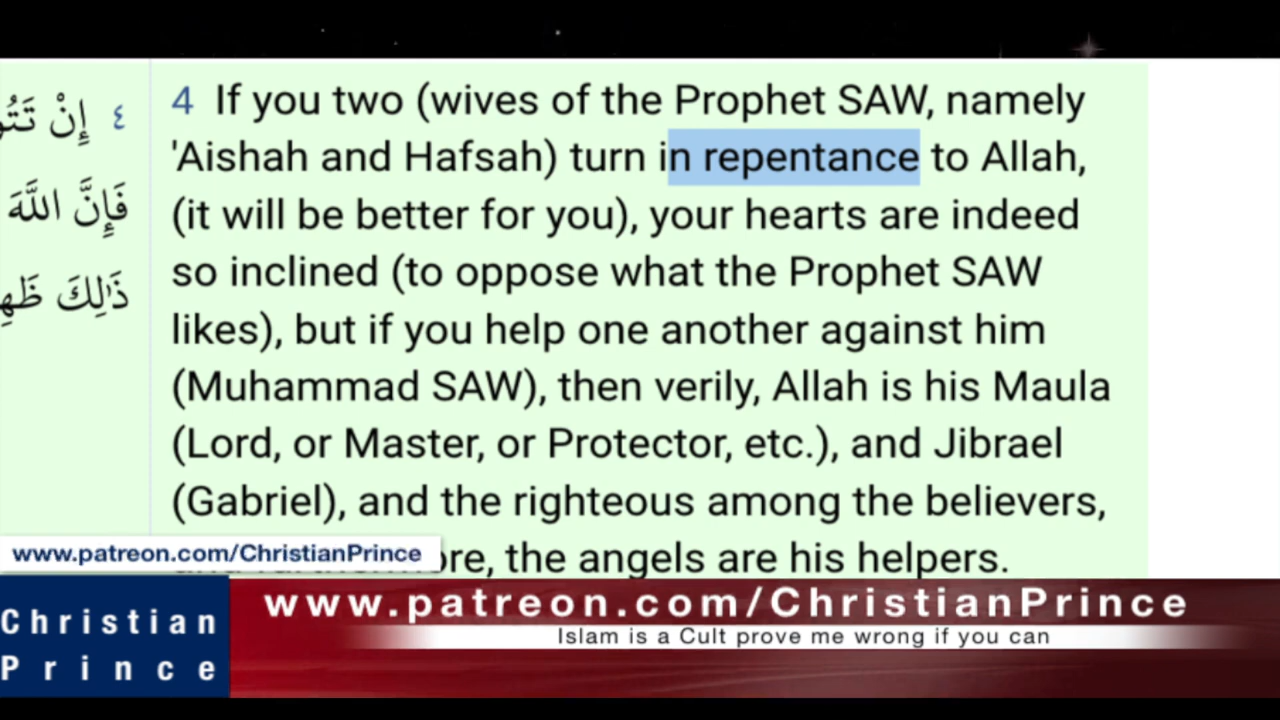 ٤ إِنْ
فَإِنَّ اللَّهَ
ذَٰلِكَ
4 If you two (wives of the Prophet SAW, namely
'Aishah and Hafsah) turn in repentance to Allah,
(it will be better for you), your hearts are indeed
so inclined (to oppose what the Prophet SAW
likes), but if you help one another against him
(Muhammad SAW), then verily, Allah is his Maula
(Lord, or Master, or Protector, etc.), and Jibrael
(Gabriel), and the righteous among the believers,
the angels are his helpers.
www.patreon.com/ChristianPrince
Christian
Prince
www.patreon.com/ChristianPrince
Islam is a Cult prove me wrong if you can